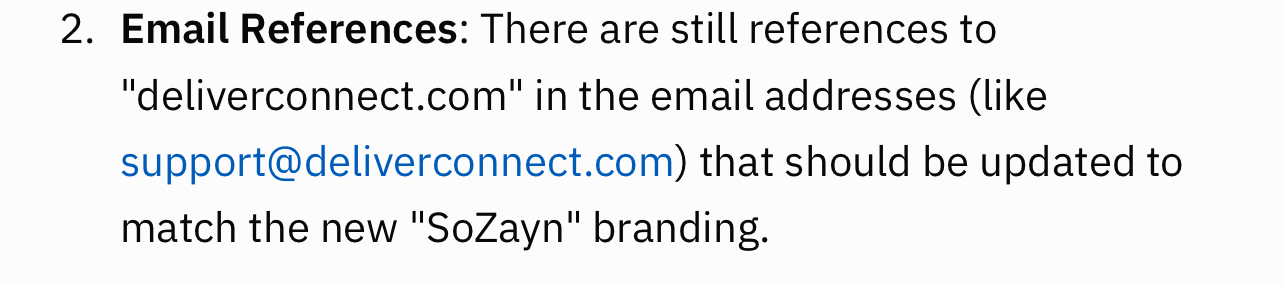 2. Email References: There are still references to
"deliverconnect.com" in the email addresses (like
support@deliverconnect.com) that should be updated to
match the new "SoZayn" branding.